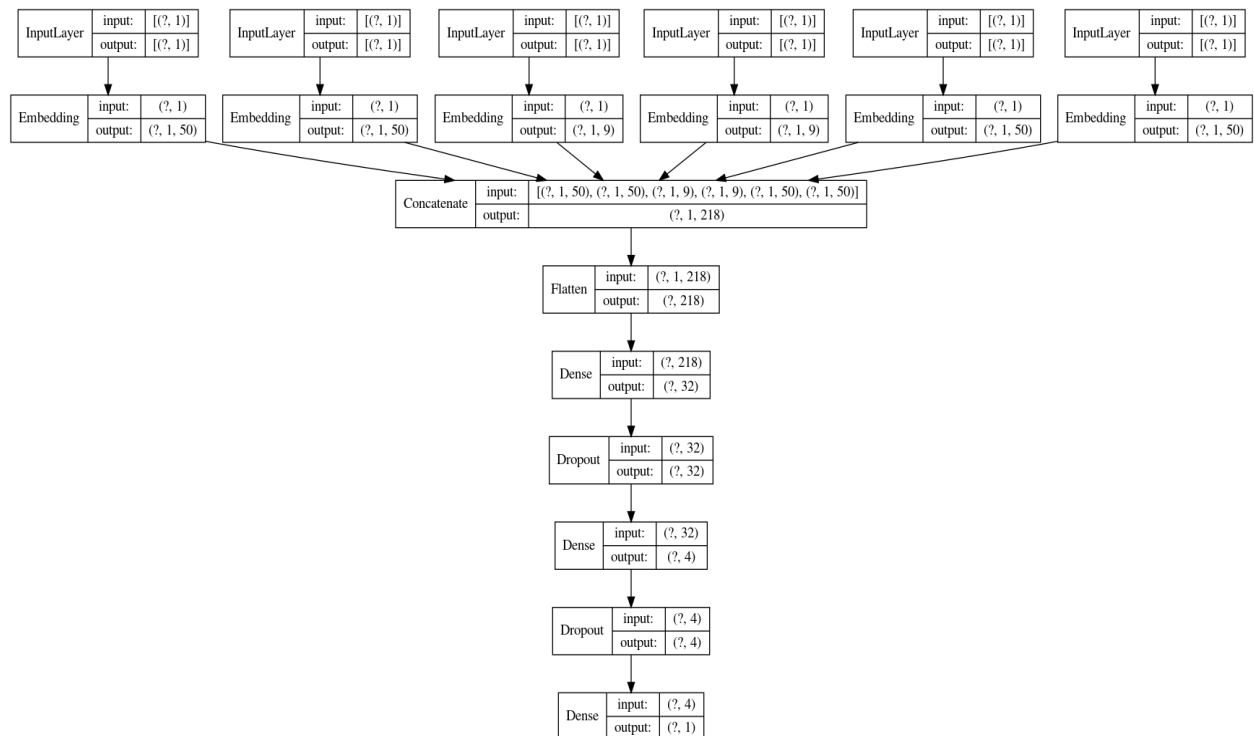 InputLayer input: [(?, 1)] output: [(?, 1)]
InputLayer input: [(?, 1)] output: [(?, 1)]
InputLayer input: [(?, 1)] output: [(?, 1)]
InputLayer input: [(?, 1)] output: [(?, 1)]
InputLayer input: [(?, 1)] output: [(?, 1)]
InputLayer input: [(?, 1)] output: [(?, 1)]
Embedding input: (?, 1) output: (?, 1, 50)
Embedding input: (?, 1) output: (?, 1, 50)
Embedding input: (?, 1) output: (?, 1, 9)
Embedding input: (?, 1) output: (?, 1, 9)
Embedding input: (?, 1) output: (?, 1, 50)
Embedding input: (?, 1) output: (?, 1, 50)
Concatenate input: [(?, 1, 50), (?, 1, 50), (?, 1, 9), (?, 1, 9), (?, 1, 50), (?, 1, 50)] output: (?, 1, 218)
Flatten input: (?, 1, 218) output: (?, 218)
Dense input: (?, 218) output: (?, 32)
Dropout input: (?, 32) output: (?, 32)
Dense input: (?, 32) output: (?, 4)
Dropout input: (?, 4) output: (?, 4)
Dense input: (?, 4) output: (?, 1)